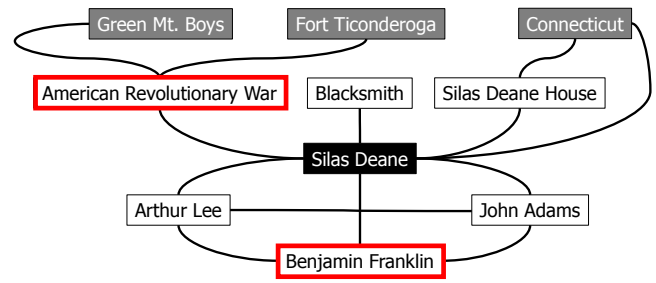 Green Mt. Boys
Fort Ticonderoga
Connecticut
American Revolutionary War
Blacksmith
Silas Deane House
Silas Deane
Arthur Lee
John Adams
Benjamin Franklin